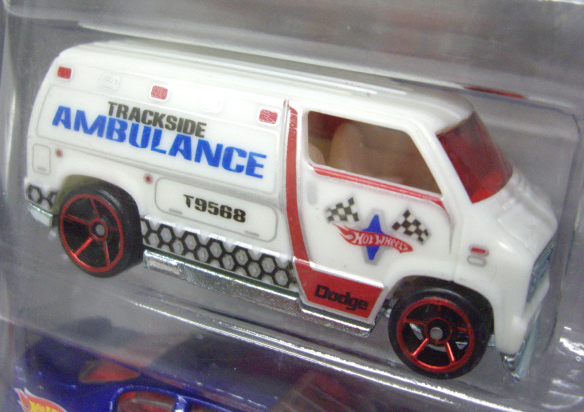 TRACKSIDE
AMBULANCE
T9568
HOT WHEELS
Dodge